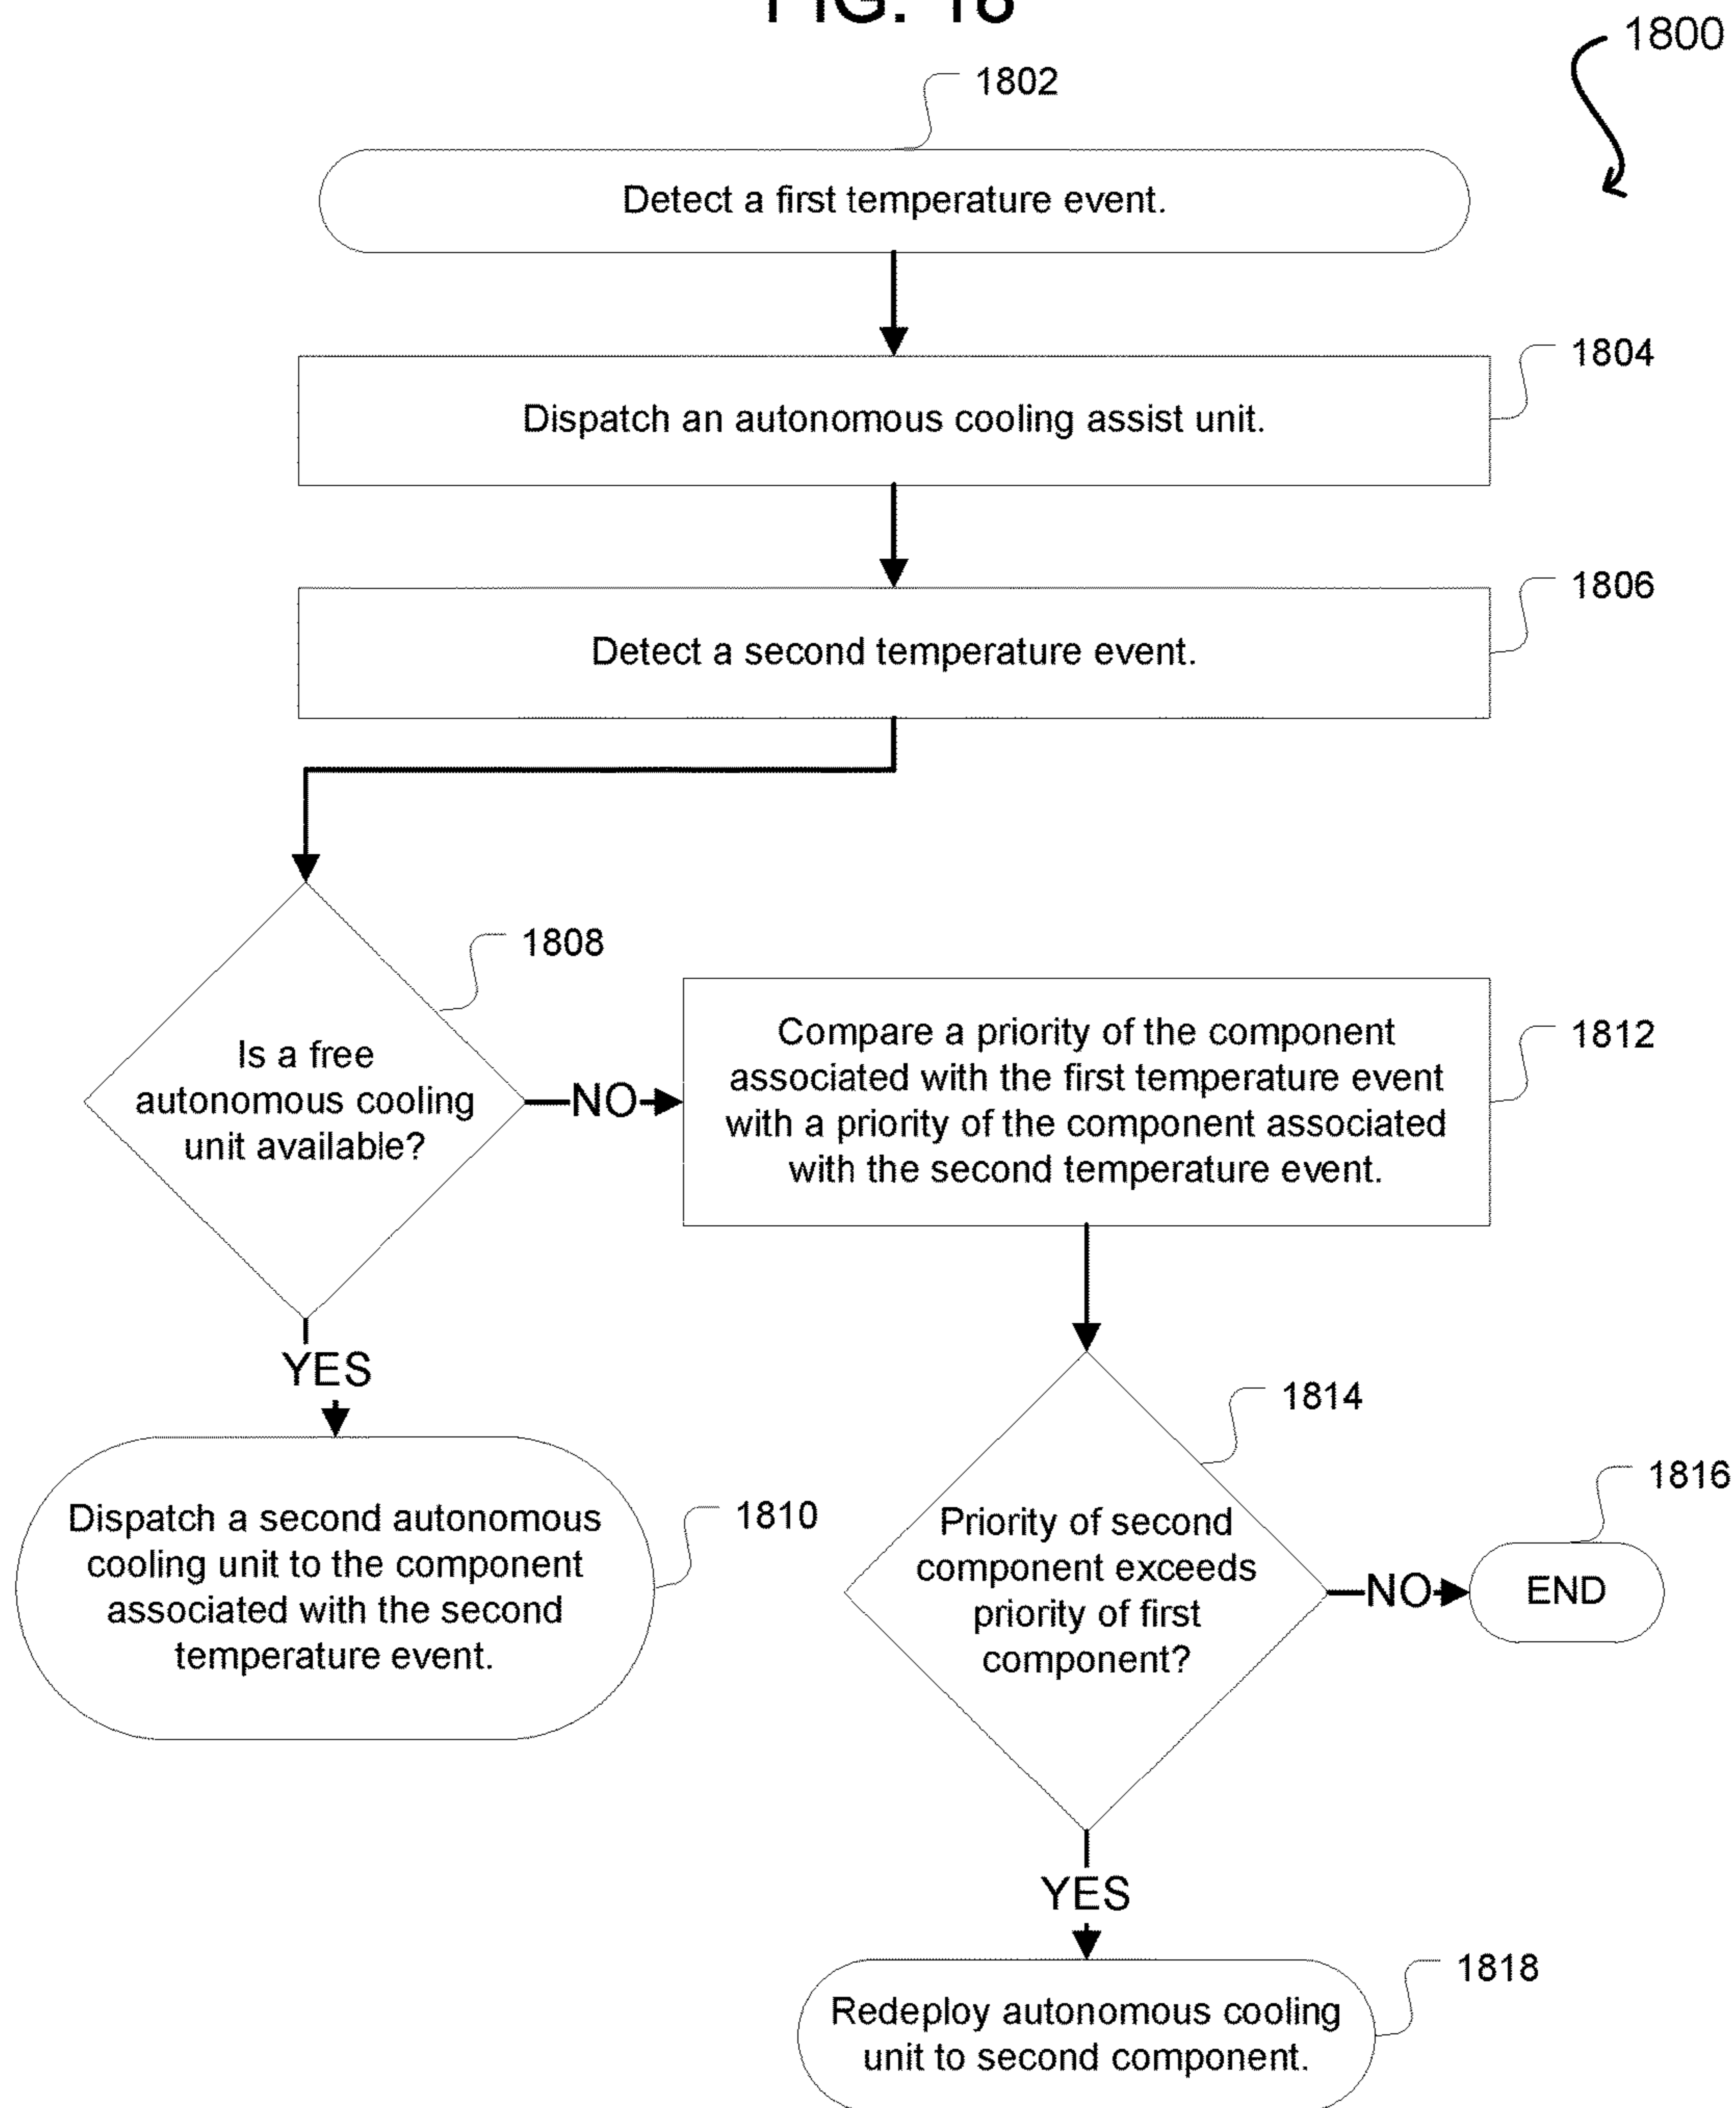 FIG. 18
1800
1802
Detect a first temperature event.
1804
Dispatch an autonomous cooling assist unit.
1806
Detect a second temperature event.
1808
Is a free
autonomous cooling
unit available?
NO
1812
Compare a priority of the component
associated with the first temperature event
with a priority of the component associated
with the second temperature event.
YES
1810
Dispatch a second autonomous
cooling unit to the component
associated with the second
temperature event.
1814
Priority of second
component exceeds
priority of first
component?
NO
1816
END
YES
1818
Redeploy autonomous cooling
unit to second component.